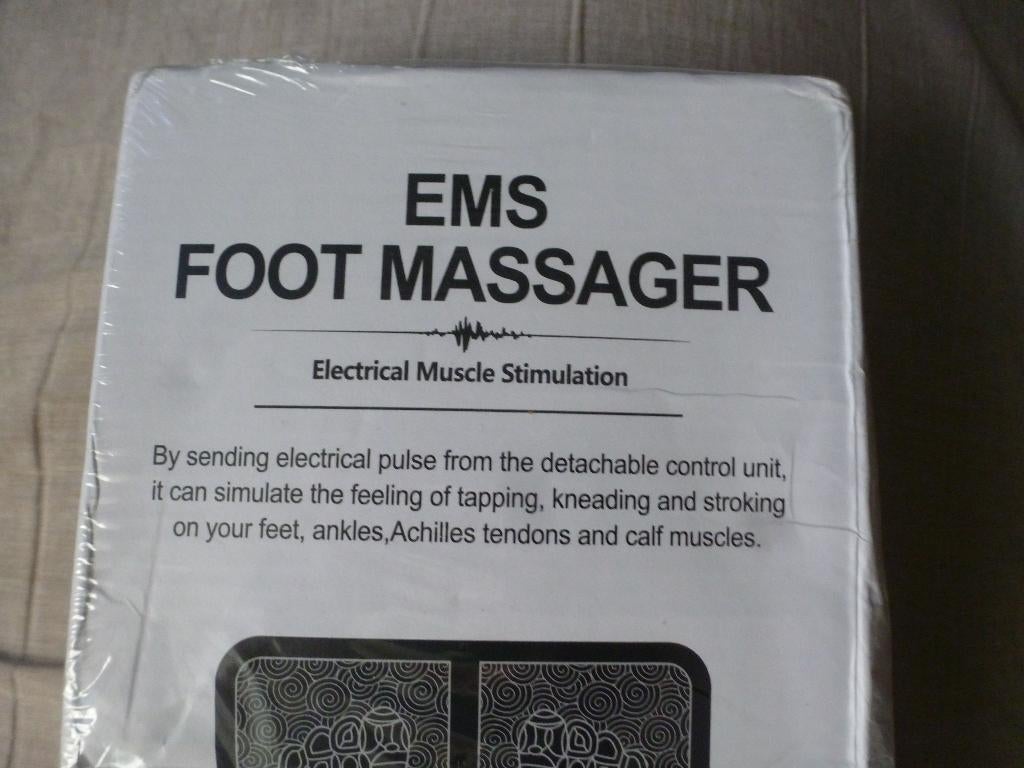 EMS
FOOT MASSAGER
Electrical Muscle Stimulation
By sending electrical pulse from the detachable control unit,
it can simulate the feeling of tapping, kneading and stroking
on your feet, ankles,Achilles tendons and calf muscles.